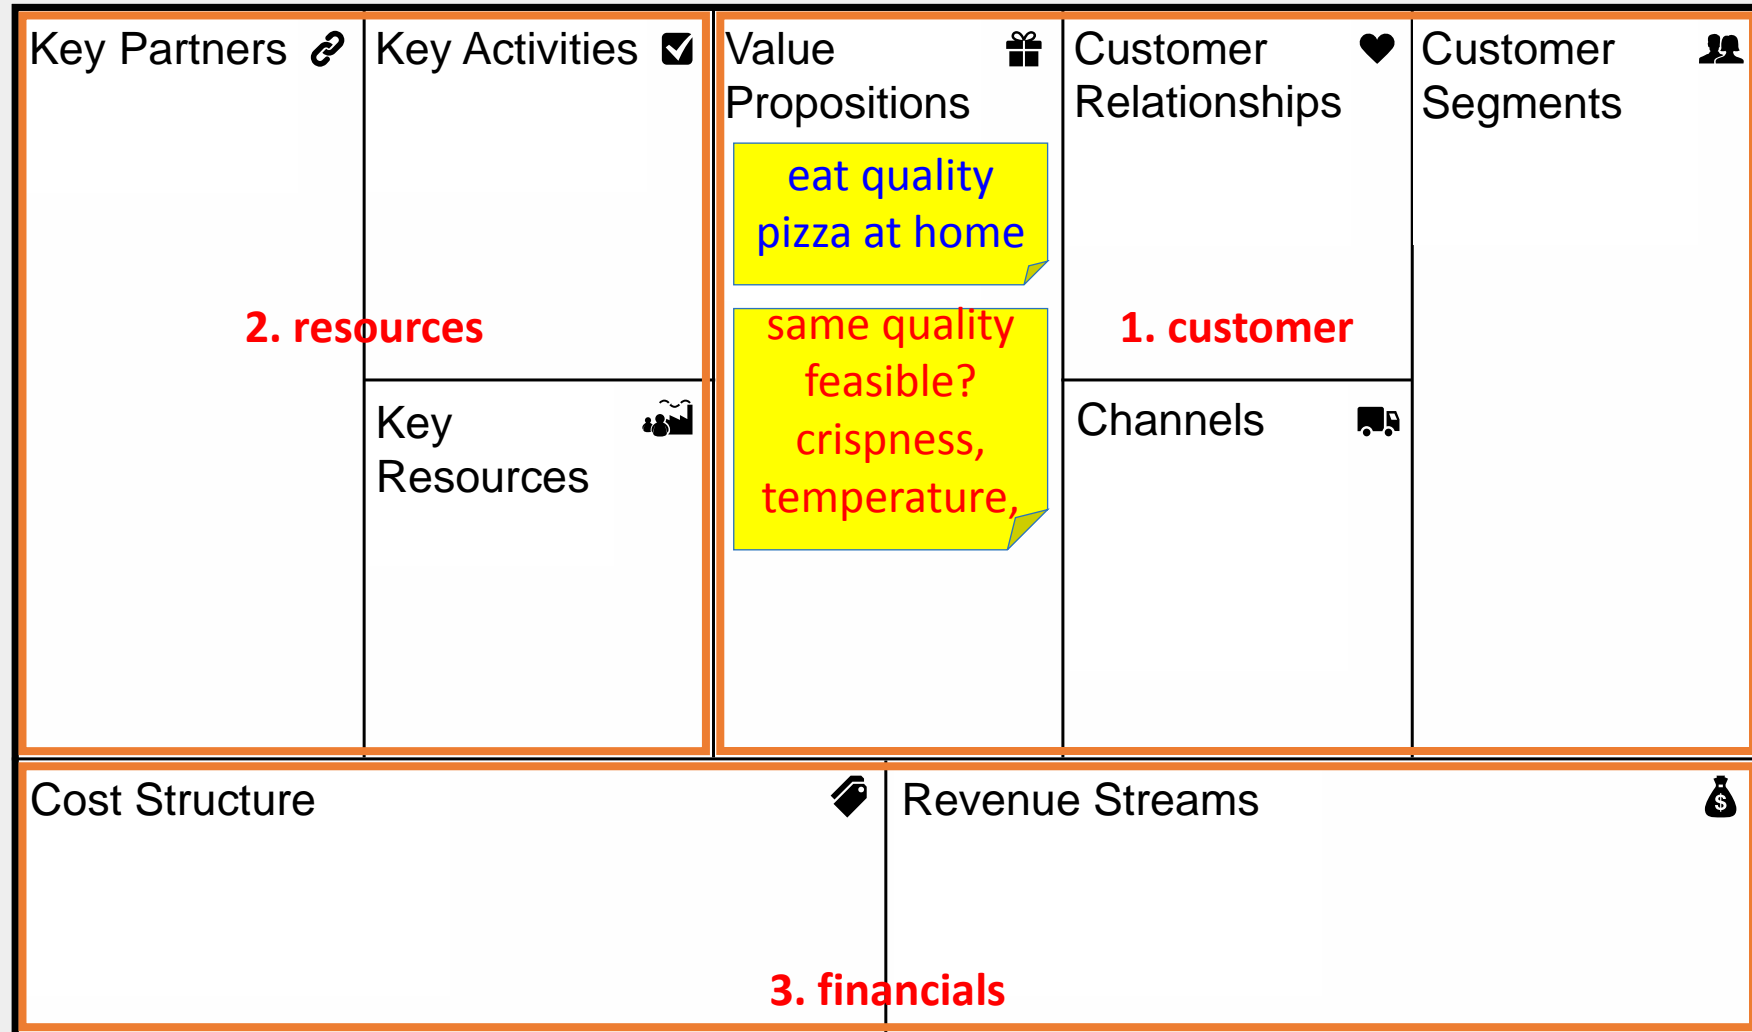 Key Partners
Key Activities
Value
Propositions
Customer
Relationships
Customer
Segments
eat quality
pizza at home
2. resources
same quality
feasible?
crispness,
temperature,
1. customer
Key
Resources
Channels
Cost Structure
Revenue Streams
$
3. financials